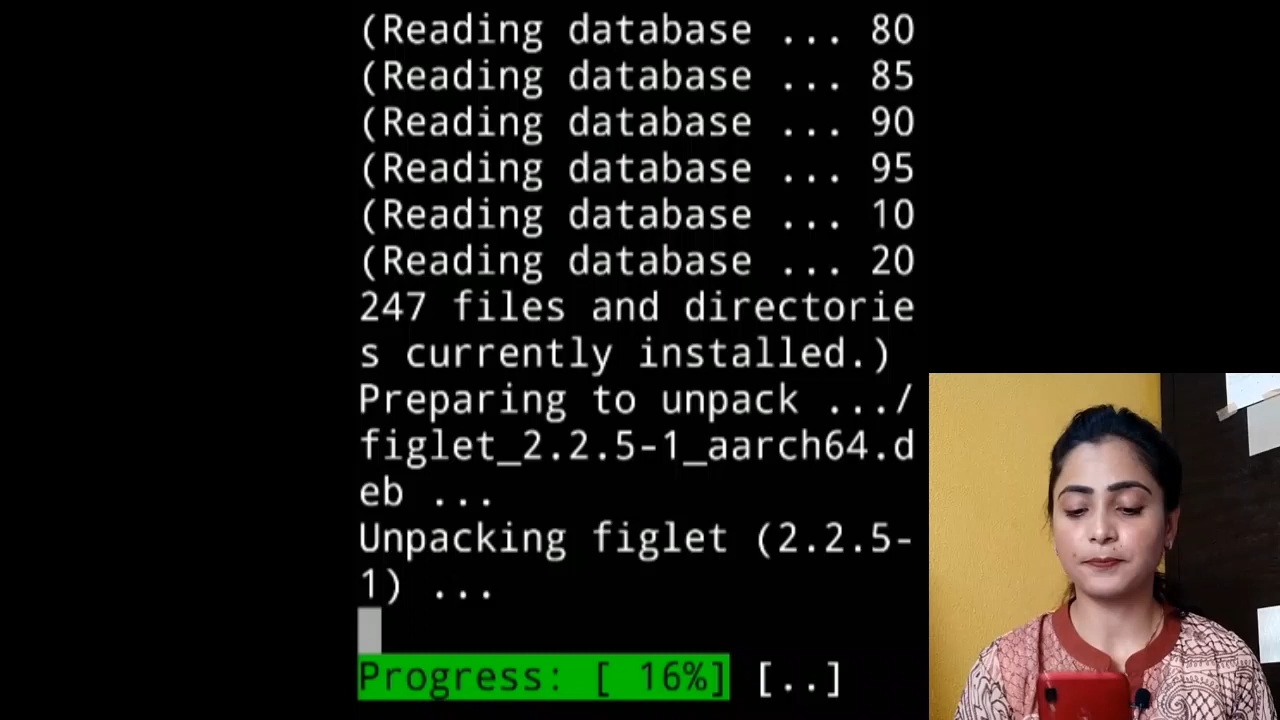 (Reading database ... 80
(Reading database ... 85
(Reading database ... 90
(Reading database ... 95
(Reading database ... 10
(Reading database ... 20
247 files and directorie
s currently installed.)
Preparing to unpack .../
figlet_2.2.5-1_aarch64.d
eb ...
Unpacking figlet (2.2.5-
1) ...
Progress: [ 16%] [..]